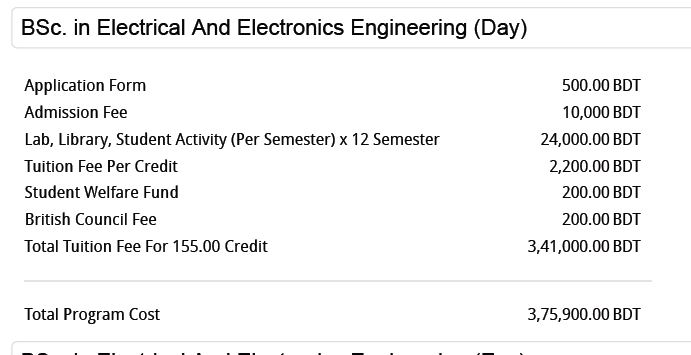 BSc. in Electrical And Electronics Engineering (Day)
Application Form 500.00 BDT
Admission Fee 10,000 BDT
Lab, Library, Student Activity (Per Semester) x 12 Semester 24,000.00 BDT
Tuition Fee Per Credit 2,200.00 BDT
Student Welfare Fund 200.00 BDT
British Council Fee 200.00 BDT
Total Tuition Fee For 155.00 Credit 3,41,000.00 BDT
Total Program Cost 3,75,900.00 BDT